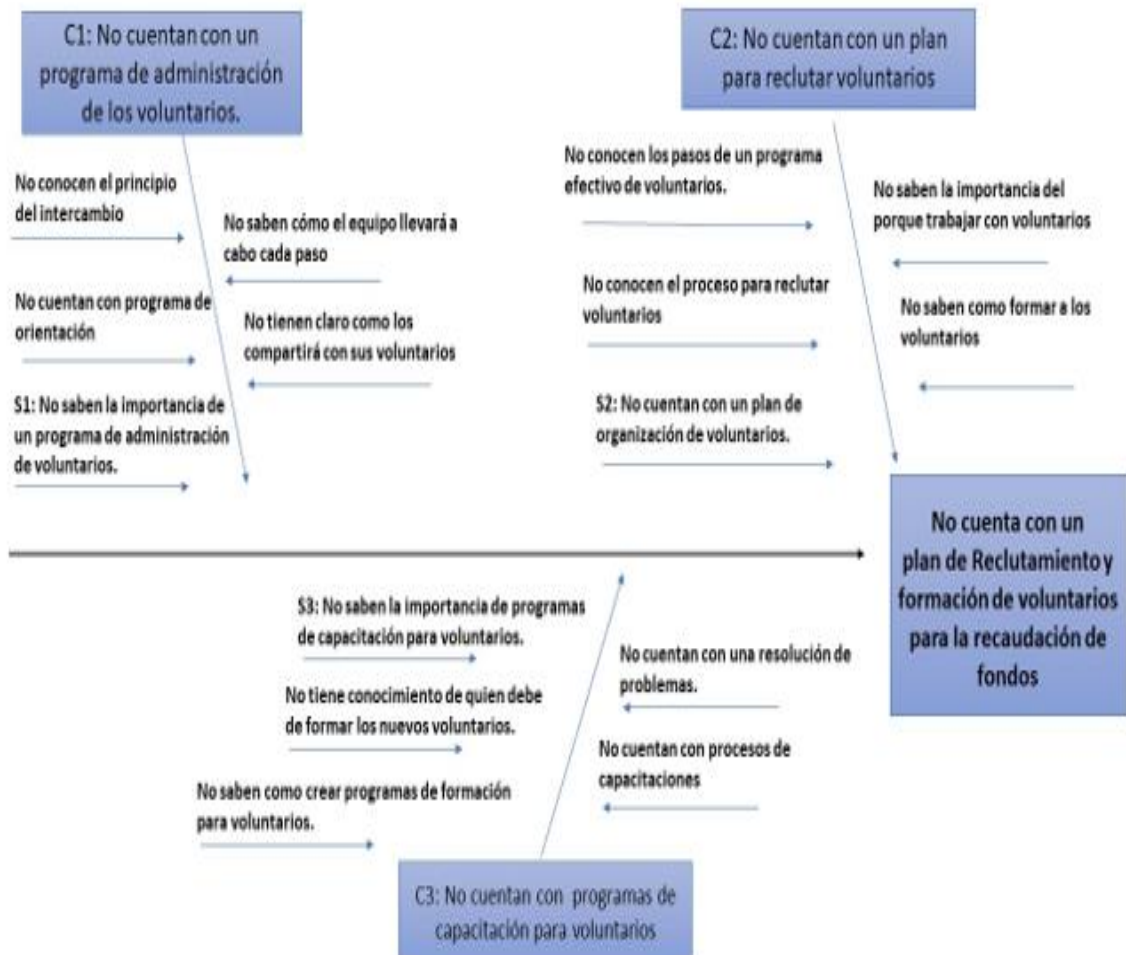 C1: No cuentan con un
programa de administración
de los voluntarios.
No conocen el principio
del intercambio
No saben cómo el equipo llevará a
cabo cada paso
No cuentan con programa de
orientación
No tienen claro como los
compartirá con sus voluntarios
S1: No saben la importancia de
un programa de administración
de voluntarios.
C2: No cuentan con un plan
para reclutar voluntarios
No conocen los pasos de un programa
efectivo de voluntarios.
No saben la importancia del
porque trabajar con voluntarios
No conocen el proceso para reclutar
voluntarios
No saben como formar a los
voluntarios
S2: No cuentan con un plan de
organización de voluntarios.
No cuenta con un
plan de Reclutamiento y
formación de voluntarios
para la recaudación de
fondos
S3: No saben la importancia de programas
de capacitación para voluntarios.
No cuentan con una resolución de
problemas.
No tiene conocimiento de quien debe
de formar los nuevos voluntarios.
No cuentan con procesos de
capacitaciones
No saben como crear programas de formación
para voluntarios.
C3: No cuentan con programas de
capacitación para voluntarios